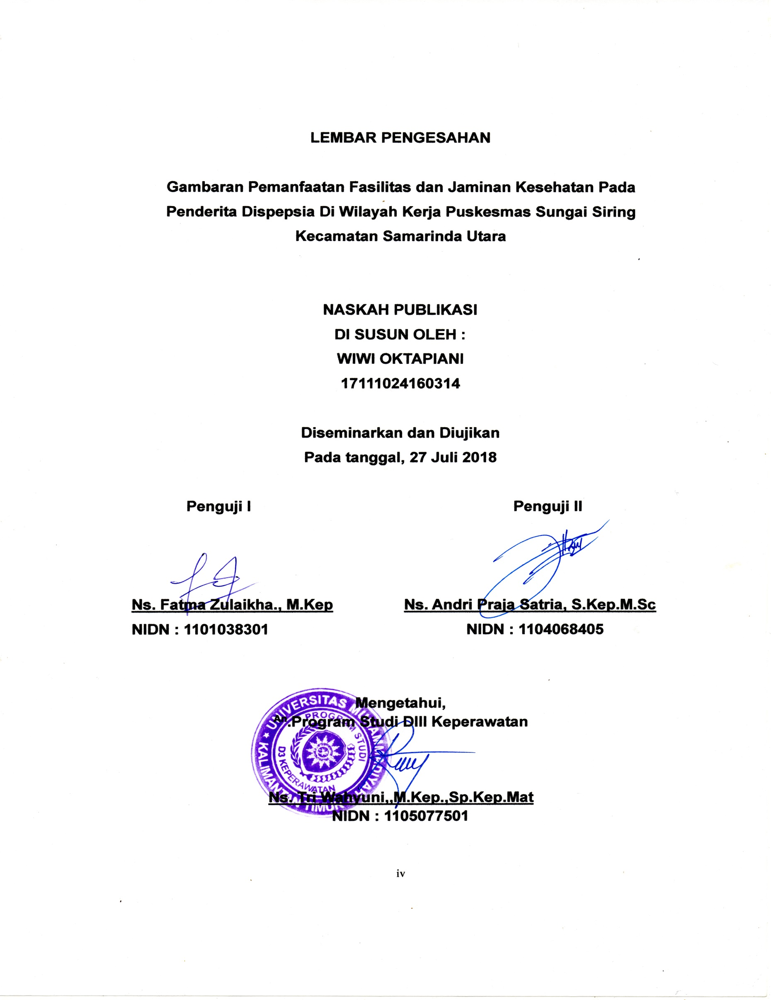 LEMBAR PENGESAHAN
Gambaran Pemanfaatan Fasilitas dan Jaminan Kesehatan Pada
Penderita Dispepsia Di Wilayah Kerja Puskesmas Sungai Siring
Kecamatan Samarinda Utara
NASKAH PUBLIKASI
DI SUSUN OLEH :
WIWI OKTAPIANI
17111024160314
Diseminarkan dan Diujikan
Pada tanggal, 27 Juli 2018
Penguji I
Penguji II
Ns. Fatma Zulaikha., M.Kep
Ns. Andri Praja Satria, S.Kep.M.Sc
NIDN : 1101038301
NIDN : 1104068405
Mengetahui,
An.Program Studi DIII Keperawatan
UNIVERSITAS MUHAMMADIYAH
KALIMANTAN TIMUR
PROGRAM STUDI
D3 KEPERAWATAN
Ns. Tri Wahyuni,,M.Kep.,Sp.Kep.Mat
NIDN : 1105077501
iv